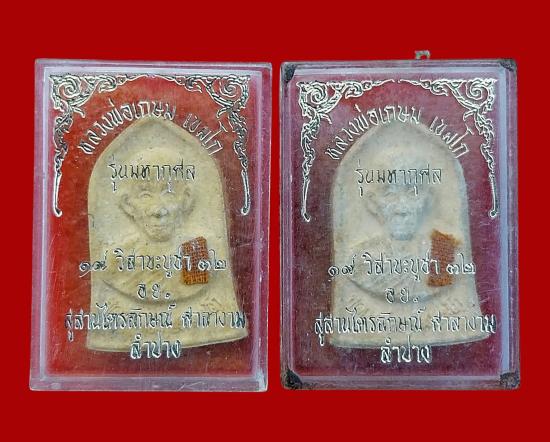 หลวงพ่อเกษม เขมโก
รุ่นมหากุศล
๑๙ วิสาขะบูชา ๓๒
อ.ย.
สุสานไตรลักษณ์ ศาลางาม
ลำปาง
หลวงพ่อเกษม เขมโก
รุ่นมหากุศล
๑๙ วิสาขะบูชา ๓๒
อ.ย.
สุสานไตรลักษณ์ ศาลางาม
ลำปาง